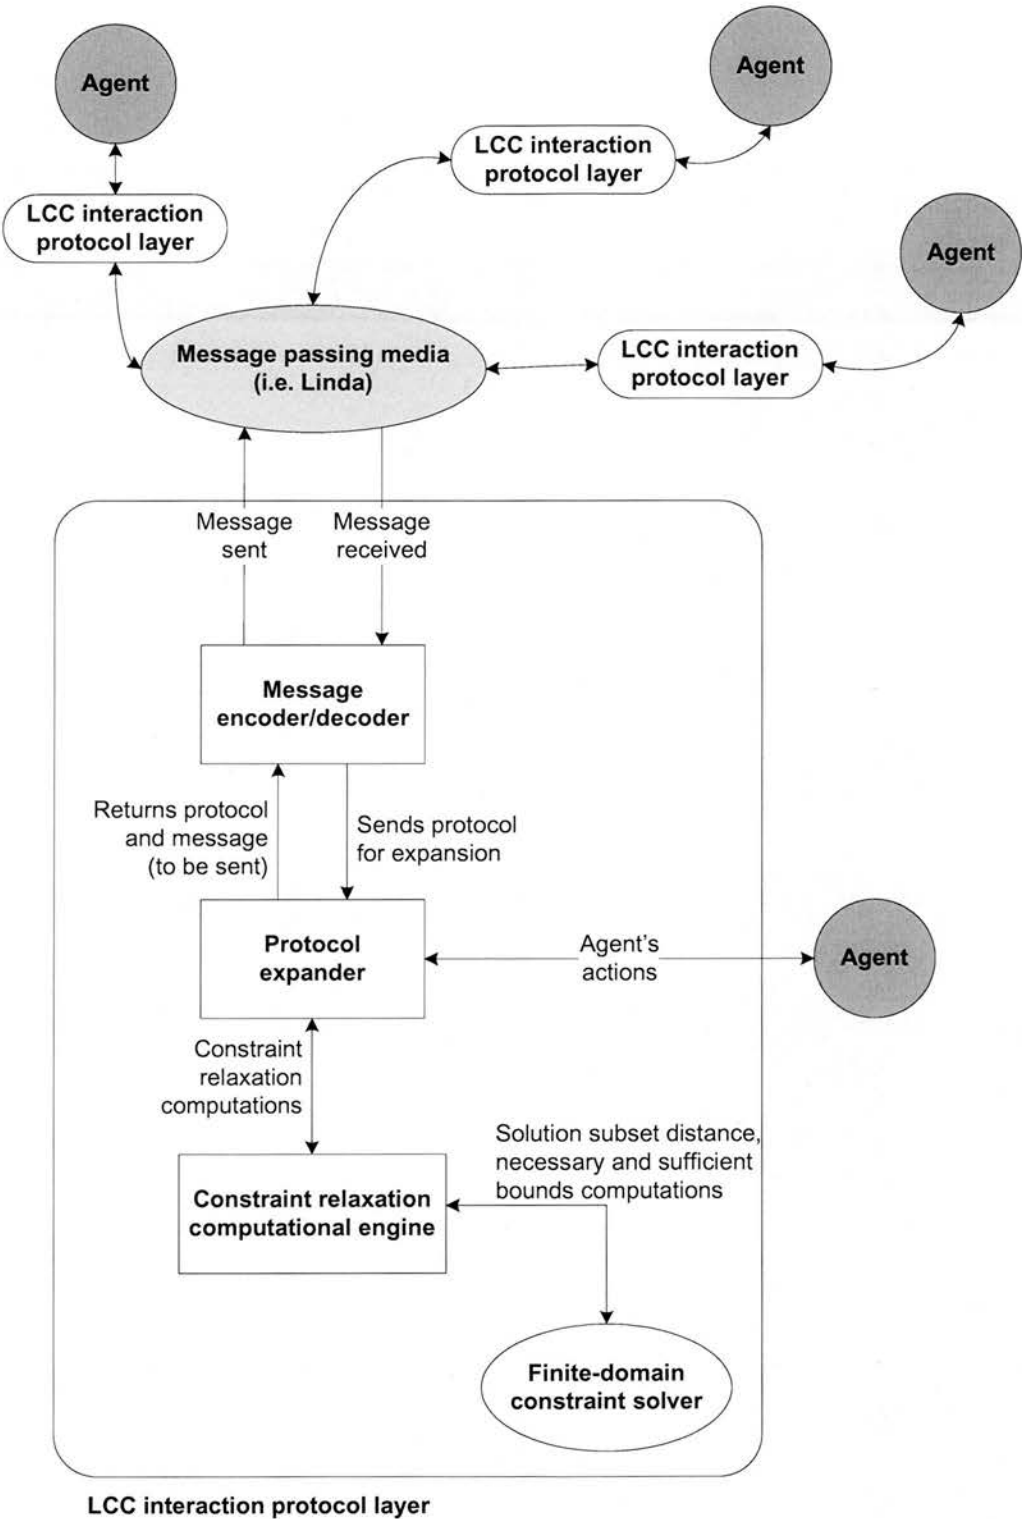 Agent
Agent
LCC interaction
protocol layer
LCC interaction
protocol layer
Agent
Message passing media
(i.e. Linda)
LCC interaction
protocol layer
Message
sent
Message
received
Message
encoder/decoder
Returns protocol
and message
(to be sent)
Sends protocol
for expansion
Protocol
expander
Agent's
actions
Agent
Constraint
relaxation
computations
Solution subset distance,
necessary and sufficient
bounds computations
Constraint relaxation
computational engine
Finite-domain
constraint solver
LCC interaction protocol layer